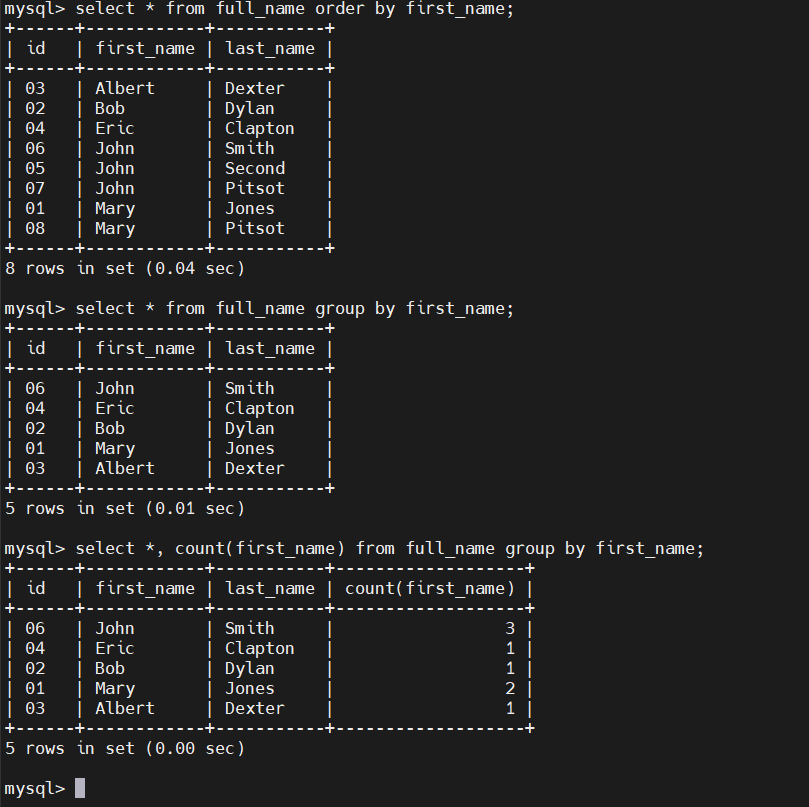 mysql> select * from full_name order by first_name;
+------+------------+-----------+
| id   | first_name | last_name |
+------+------------+-----------+
| 03   | Albert     | Dexter    |
| 02   | Bob        | Dylan     |
| 04   | Eric       | Clapton   |
| 06   | John       | Smith     |
| 05   | John       | Second    |
| 07   | John       | Pitsot    |
| 01   | Mary       | Jones     |
| 08   | Mary       | Pitsot    |
+------+------------+-----------+
8 rows in set (0.04 sec)

mysql> select * from full_name group by first_name;
+------+------------+-----------+
| id   | first_name | last_name |
+------+------------+-----------+
| 06   | John       | Smith     |
| 04   | Eric       | Clapton   |
| 02   | Bob        | Dylan     |
| 01   | Mary       | Jones     |
| 03   | Albert     | Dexter    |
+------+------------+-----------+
5 rows in set (0.01 sec)

mysql> select *, count(first_name) from full_name group by first_name;
+------+------------+-----------+-------------------+
| id   | first_name | last_name | count(first_name) |
+------+------------+-----------+-------------------+
| 06   | John       | Smith     |                 3 |
| 04   | Eric       | Clapton   |                 1 |
| 02   | Bob        | Dylan     |                 1 |
| 01   | Mary       | Jones     |                 2 |
| 03   | Albert     | Dexter    |                 1 |
+------+------------+-----------+-------------------+
5 rows in set (0.00 sec)

mysql>